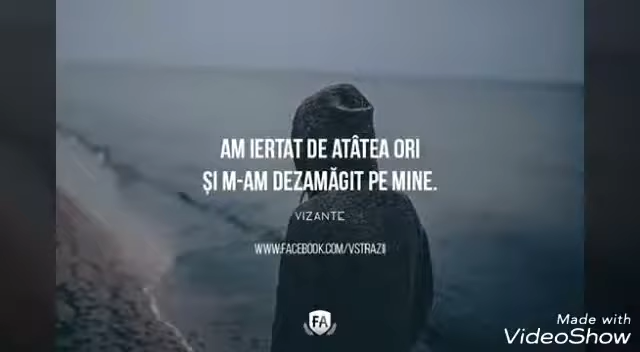 AM IERTAT DE ATÂTEA ORI
ȘI M-AM DEZAMĂGIT PE MINE.
VIZANTE
WWW.FACEBOOK.COM/VSTRAZII
FA
Made with
VideoShow